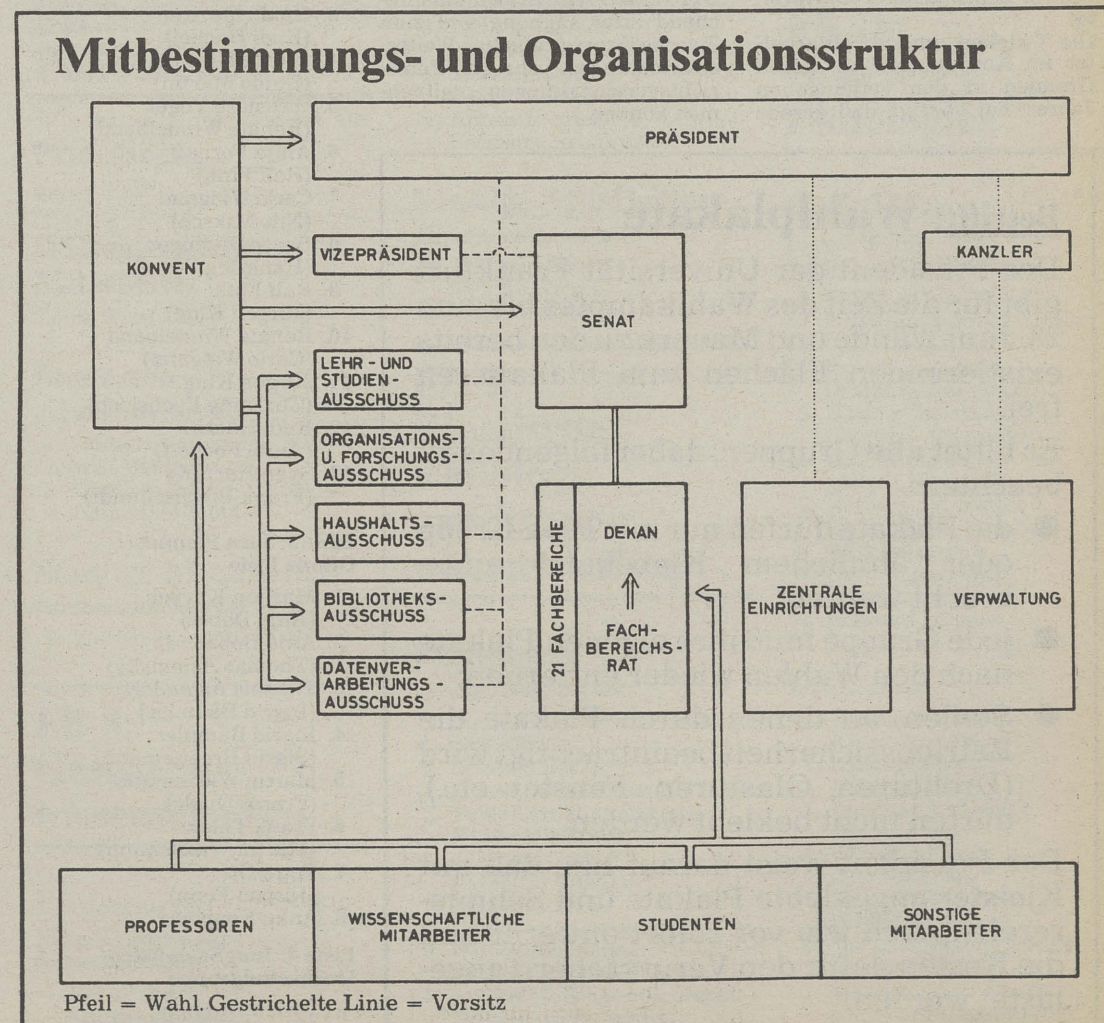 Mitbestimmungs- und Organisationsstruktur
PRÄSIDENT
KONVENT
VIZEPRÄSIDENT
KANZLER
SENAT
LEHR- UND
STUDIEN-
AUSSCHUSS
ORGANISATIONS-
U. FORSCHUNGS-
AUSSCHUSS
HAUSHALTS-
AUSSCHUSS
BIBLIOTHEKS-
AUSSCHUSS
DATENVER-
ARBEITUNGS-
AUSSCHUSS
21 FACHBEREICHE
DEKAN
FACH-
BEREICHS-
RAT
ZENTRALE
EINRICHTUNGEN
VERWALTUNG
PROFESSOREN
WISSENSCHAFTLICHE
MITARBEITER
STUDENTEN
SONSTIGE
MITARBEITER
Pfeil = Wahl. Gestrichelte Linie = Vorsitz